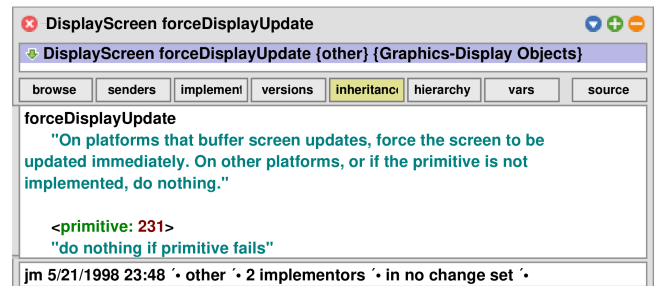 DisplayScreen forceDisplayUpdate
DisplayScreen forceDisplayUpdate {other} {Graphics-Display Objects}
browse senders implement versions inheritanc hierarchy vars source
forceDisplayUpdate
"On platforms that buffer screen updates, force the screen to be
updated immediately. On other platforms, or if the primitive is not
implemented, do nothing."
<primitive: 231>
"do nothing if primitive fails"
jm 5/21/1998 23:48 ´• other ´• 2 implementors ´• in no change set ´•